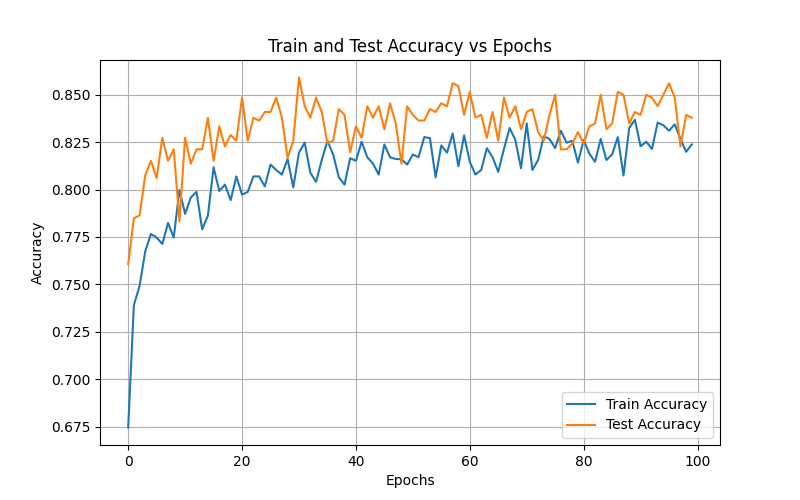 Train and Test Accuracy vs Epochs
0.850
0.825
0.800
0.775
0.750
0.725
0.700
0.675
Accuracy
0 20 40 60 80 100
Epochs
Train Accuracy
Test Accuracy